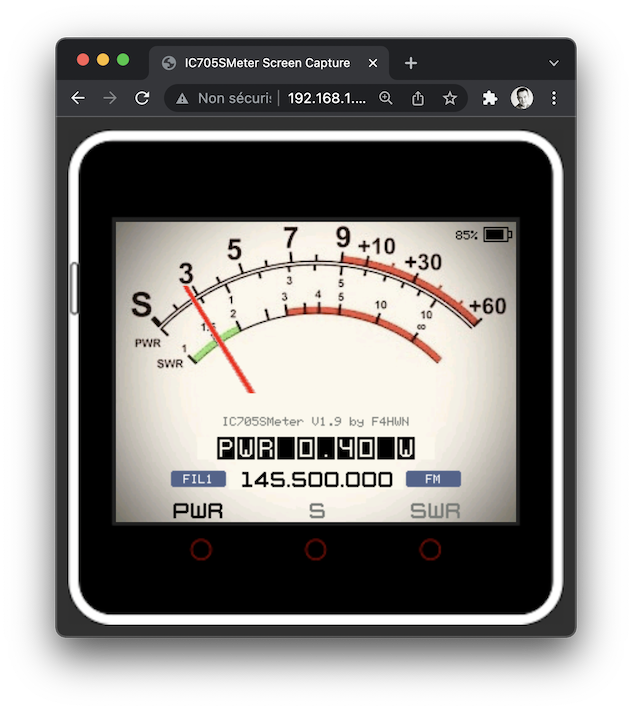 IC705SMeter Screen Capture
Non sécuris 192.168.1....
85%
S 3 5 7 9 +10 +30 +60
PWR 1 3 5 10
SWR 1 1.5 2 3 4 5 10 ∞
IC705SMeter V1.9 by F4HWN
PWR 0.40 W
FIL1 145.500.000 FM
PWR S SWR